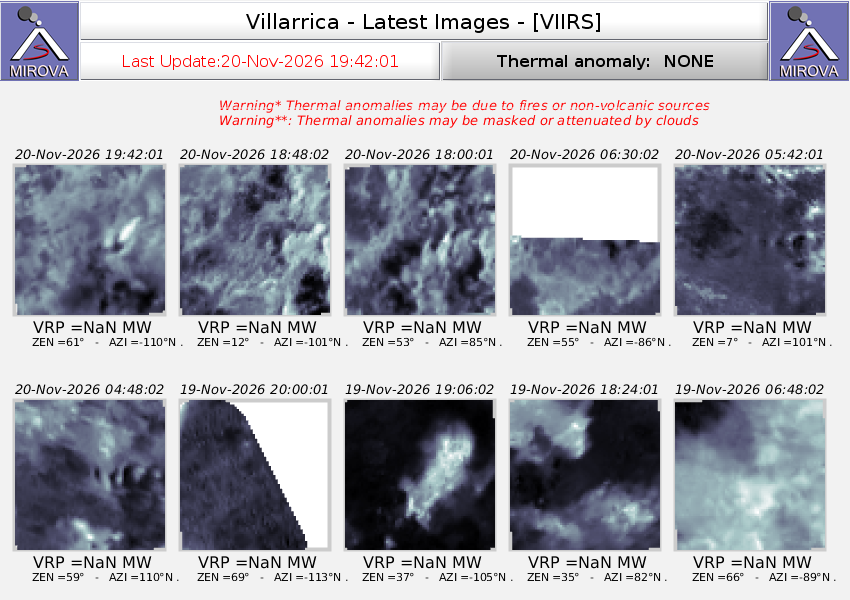 Villarrica - Latest Images - [VIIRS]
MIROVA
Last Update:20-Nov-2026 19:42:01
Thermal anomaly: NONE
MIROVA
Warning* Thermal anomalies may be due to fires or non-volcanic sources
Warning**: Thermal anomalies may be masked or attenuated by clouds
20-Nov-2026 19:42:01
20-Nov-2026 18:48:02
20-Nov-2026 18:00:01
20-Nov-2026 06:30:02
20-Nov-2026 05:42:01
VRP =NaN MW
VRP =NaN MW
VRP =NaN MW
VRP =NaN MW
VRP =NaN MW
ZEN =61° - AZI =-110°N .
ZEN =12° - AZI =-101°N .
ZEN =53° - AZI =85°N .
ZEN =55° - AZI =-86°N .
ZEN =7° - AZI =101°N .
20-Nov-2026 04:48:02
19-Nov-2026 20:00:01
19-Nov-2026 19:06:02
19-Nov-2026 18:24:01
19-Nov-2026 06:48:02
VRP =NaN MW
VRP =NaN MW
VRP =NaN MW
VRP =NaN MW
VRP =NaN MW
ZEN =59° - AZI =110°N .
ZEN =69° - AZI =-113°N .
ZEN =37° - AZI =-105°N .
ZEN =35° - AZI =82°N .
ZEN =66° - AZI =-89°N .